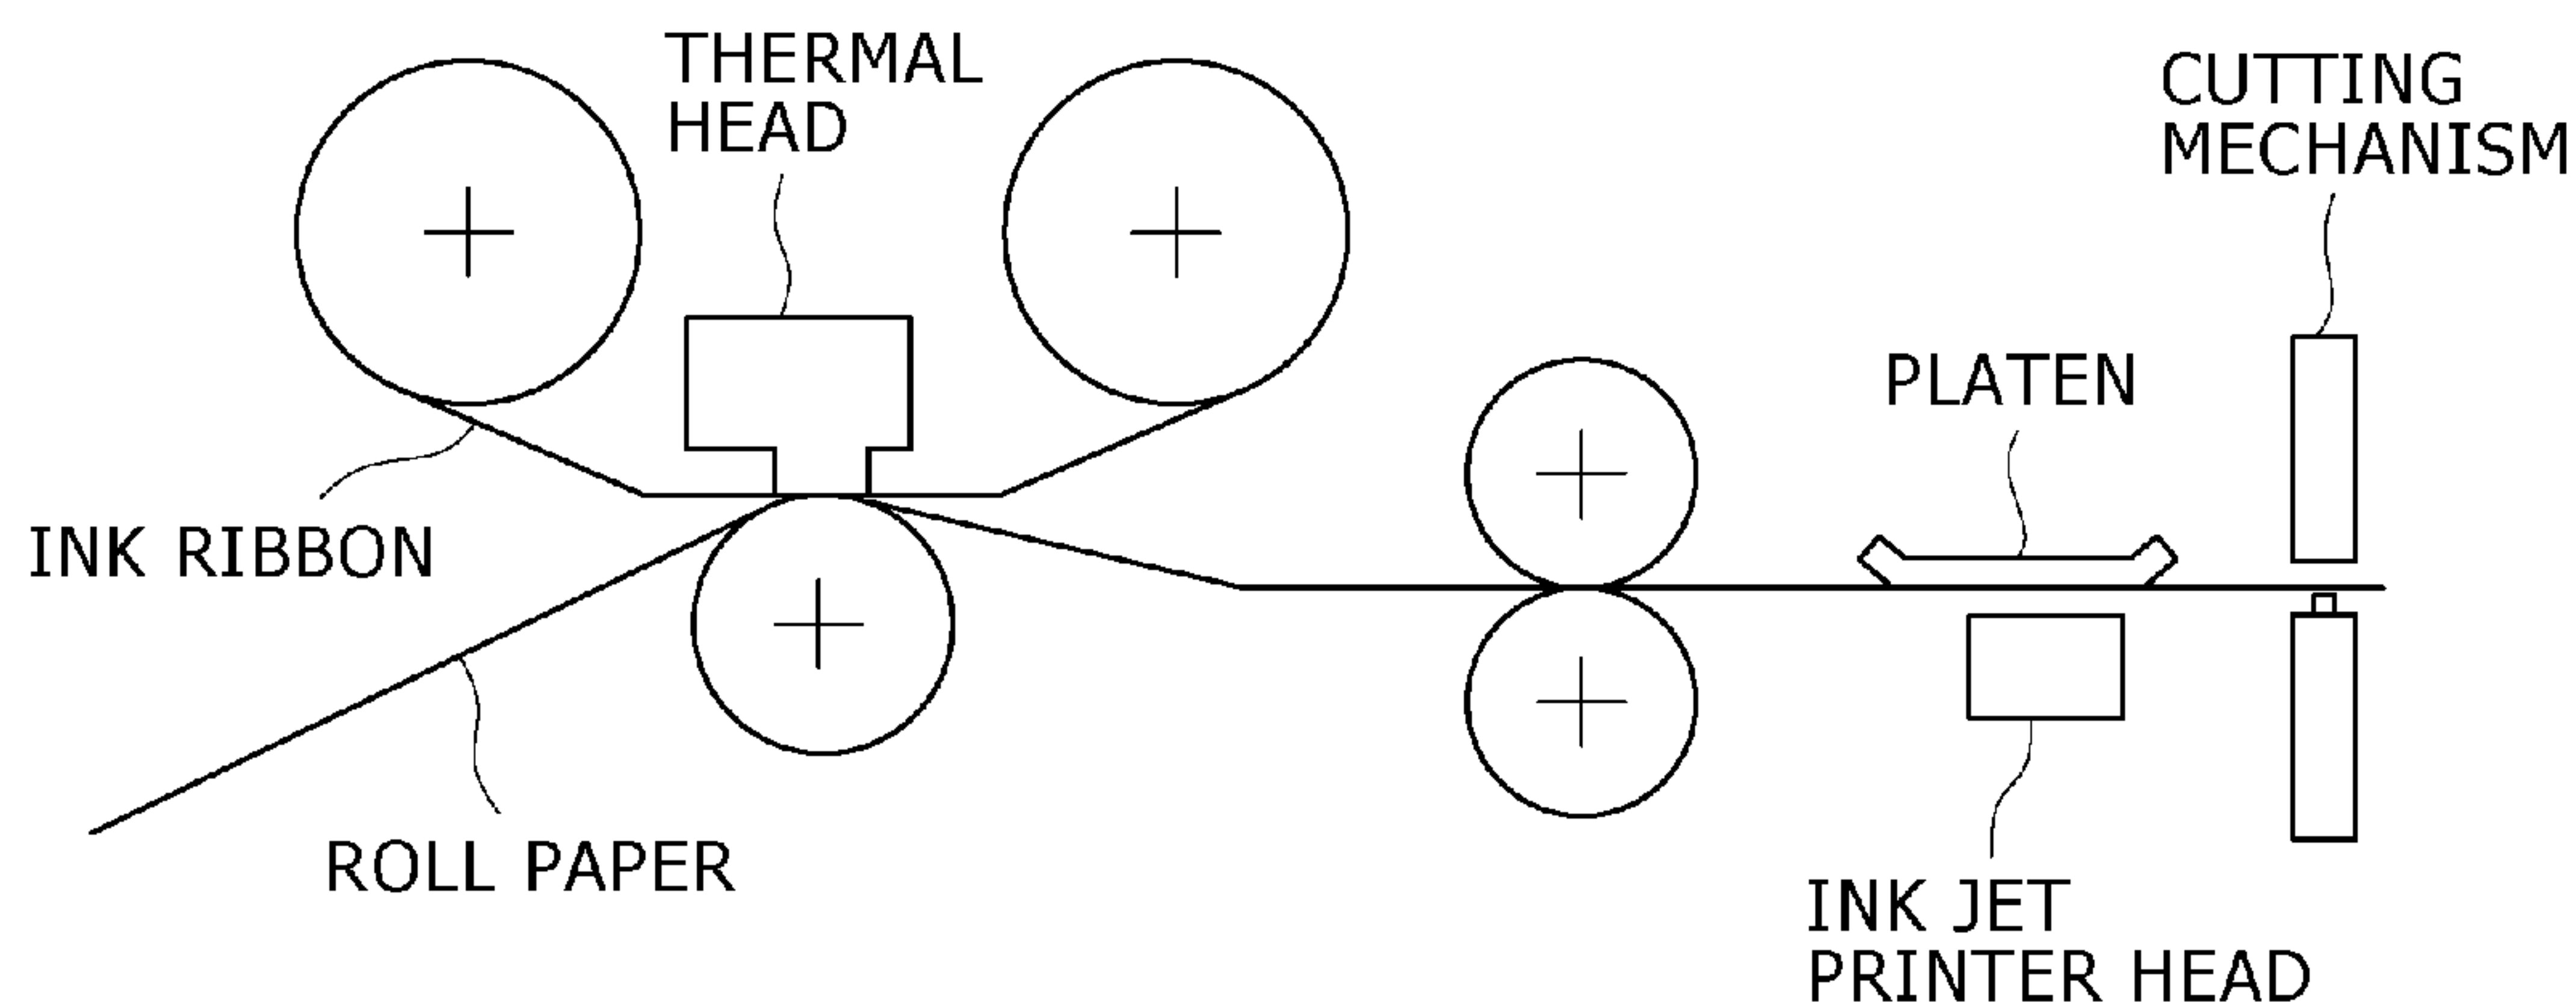 THERMAL
HEAD
CUTTING
MECHANISM
PLATEN
INK RIBBON
ROLL PAPER
INK JET
PRINTER HEAD